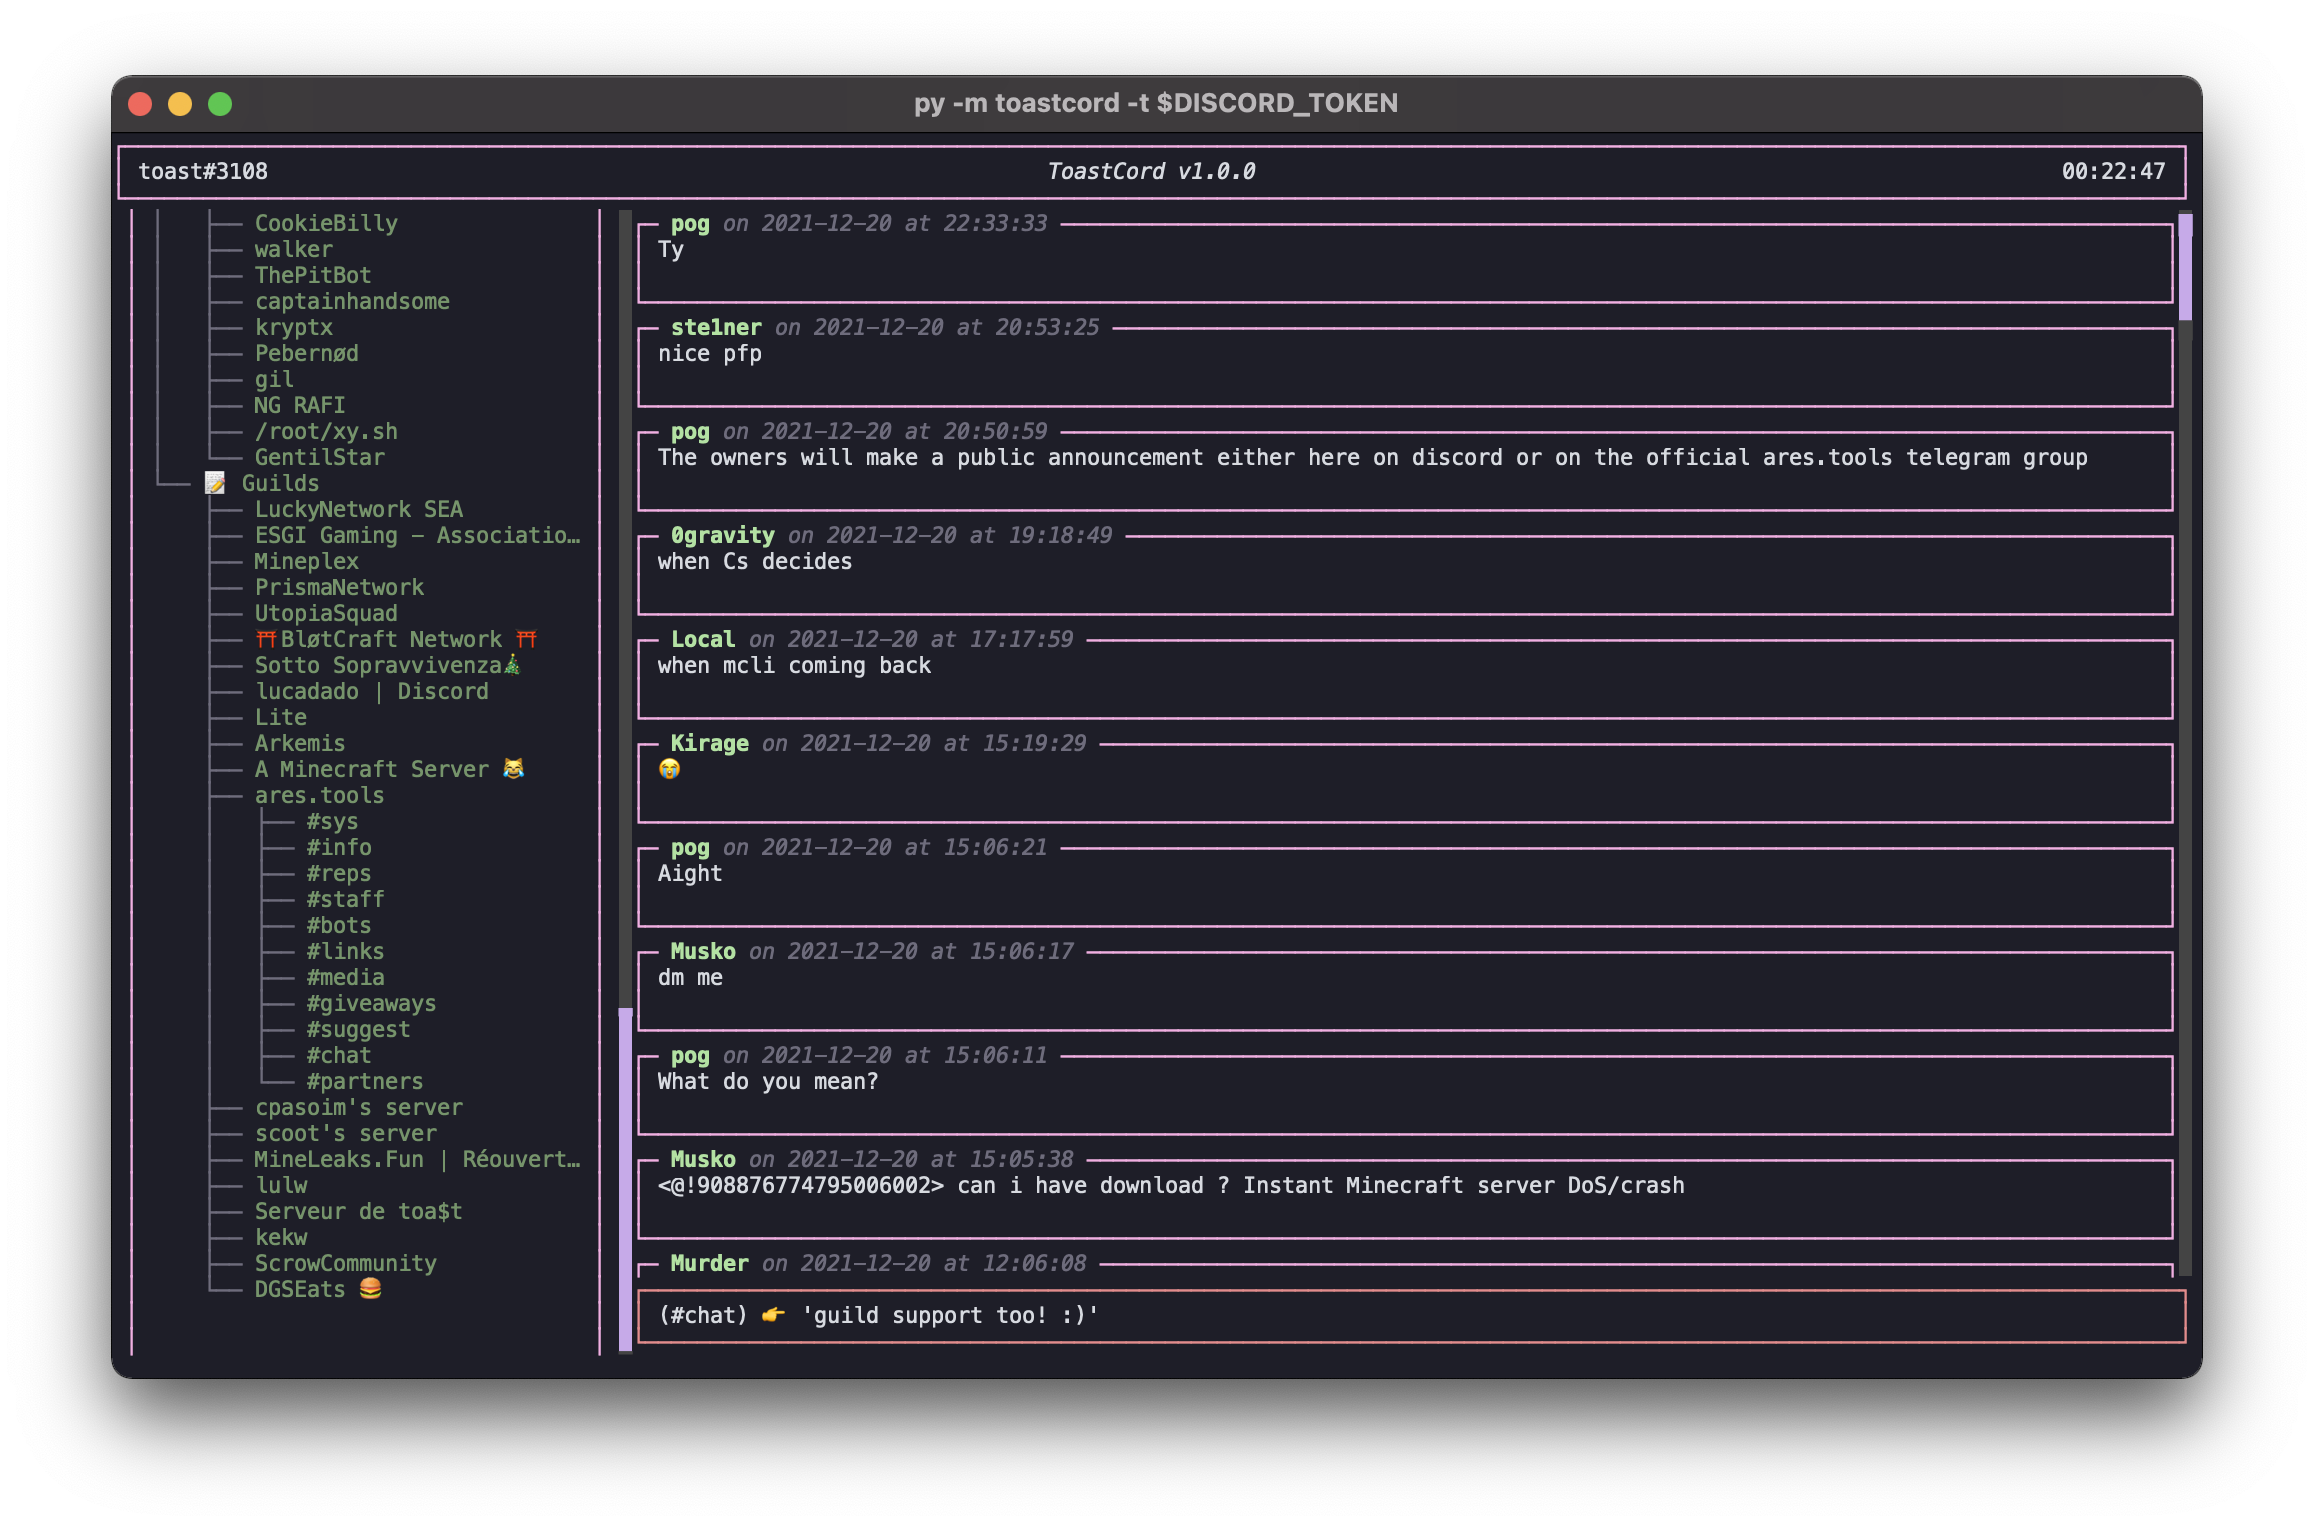 py -m toastcord -t $DISCORD_TOKEN
toast#3108
ToastCord v1.0.0
00:22:47
CookieBilly
walker
ThePitBot
captainhandsome
kryptx
Pebernød
gil
NG RAFI
/root/xy.sh
GentilStar
📝 Guilds
LuckyNetwork SEA
ESGI Gaming – Associatio…
Mineplex
PrismaNetwork
UtopiaSquad
⛩BløtCraft Network ⛩
Sotto Sopravvivenza🎄
lucadado | Discord
Lite
Arkemis
A Minecraft Server 😹
ares.tools
#sys
#info
#reps
#staff
#bots
#links
#media
#giveaways
#suggest
#chat
#partners
cpasoim's server
scoot's server
MineLeaks.Fun | Réouvert…
lulw
Serveur de toa$t
kekw
ScrowCommunity
DGSEats 🍔
pog on 2021-12-20 at 22:33:33
Ty
ste1ner on 2021-12-20 at 20:53:25
nice pfp
pog on 2021-12-20 at 20:50:59
The owners will make a public announcement either here on discord or on the official ares.tools telegram group
0gravity on 2021-12-20 at 19:18:49
when Cs decides
Local on 2021-12-20 at 17:17:59
when mcli coming back
Kirage on 2021-12-20 at 15:19:29
😭
pog on 2021-12-20 at 15:06:21
Aight
Musko on 2021-12-20 at 15:06:17
dm me
pog on 2021-12-20 at 15:06:11
What do you mean?
Musko on 2021-12-20 at 15:05:38
<@!908876774795006002> can i have download ? Instant Minecraft server DoS/crash
Murder on 2021-12-20 at 12:06:08
(#chat) 👉 'guild support too! :)'